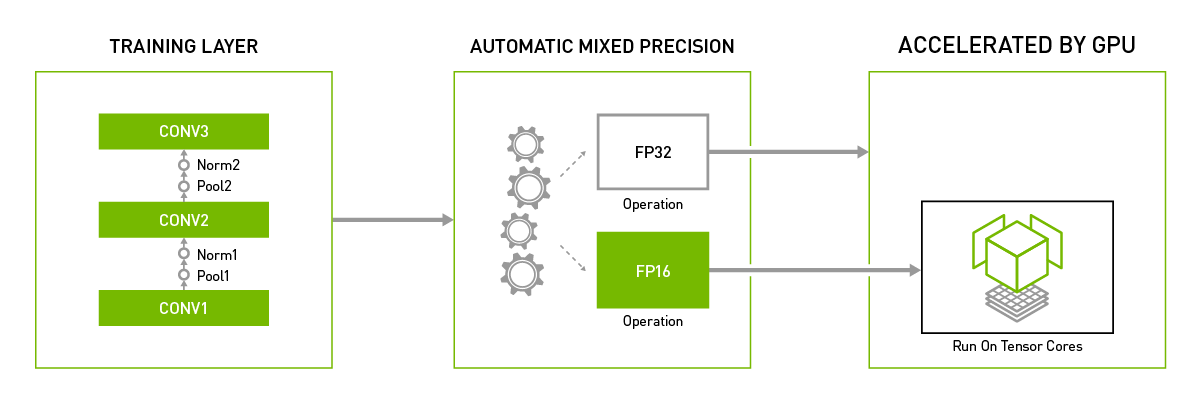 TRAINING LAYER
CONV3
Norm2
Pool2
CONV2
Norm1
Pool1
CONV1
AUTOMATIC MIXED PRECISION
FP32
Operation
FP16
Operation
ACCELERATED BY GPU
Run On Tensor Cores